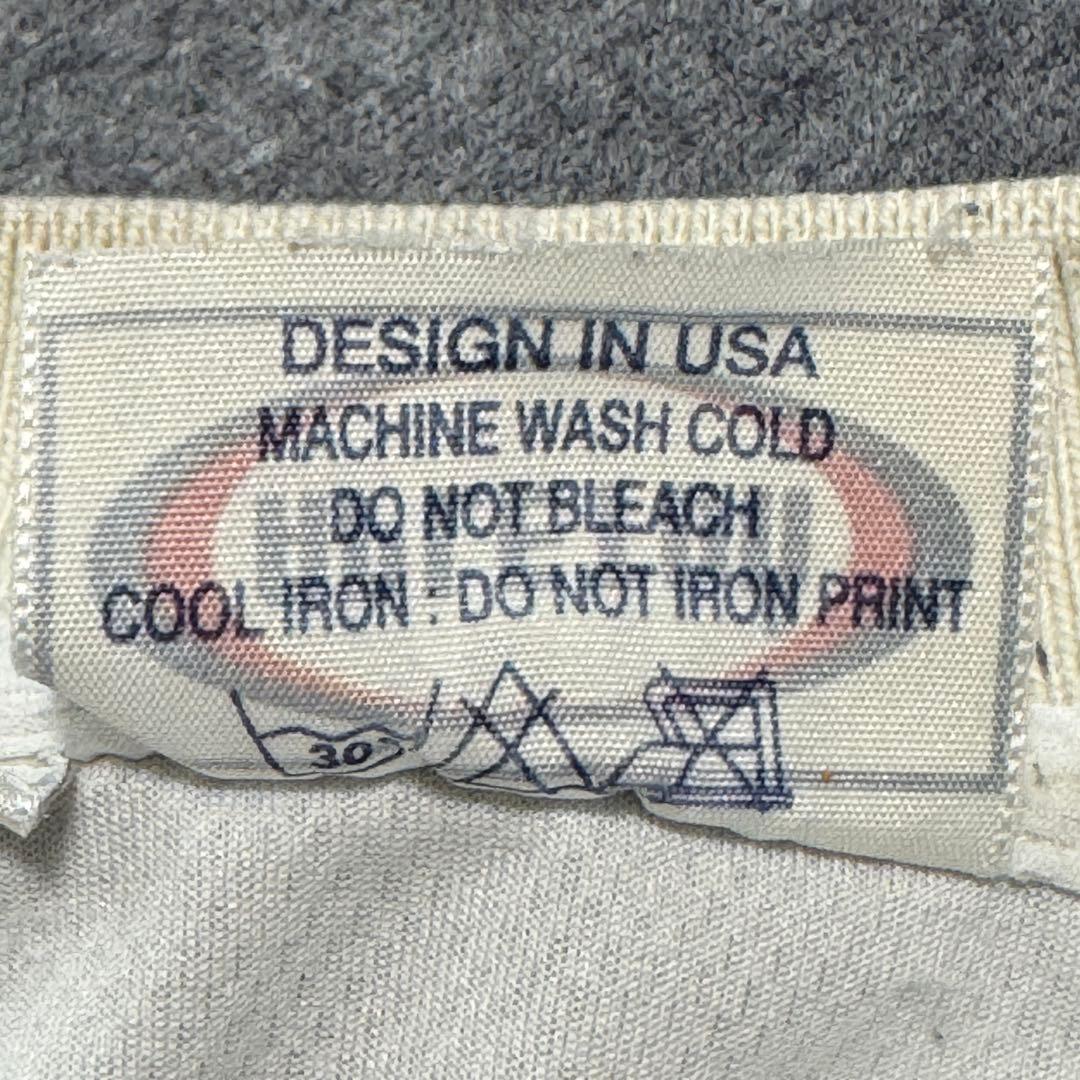 DESIGN IN USA
MACHINE WASH COLD
DO NOT BLEACH
COOL IRON : DO NOT IRON PRINT
30°